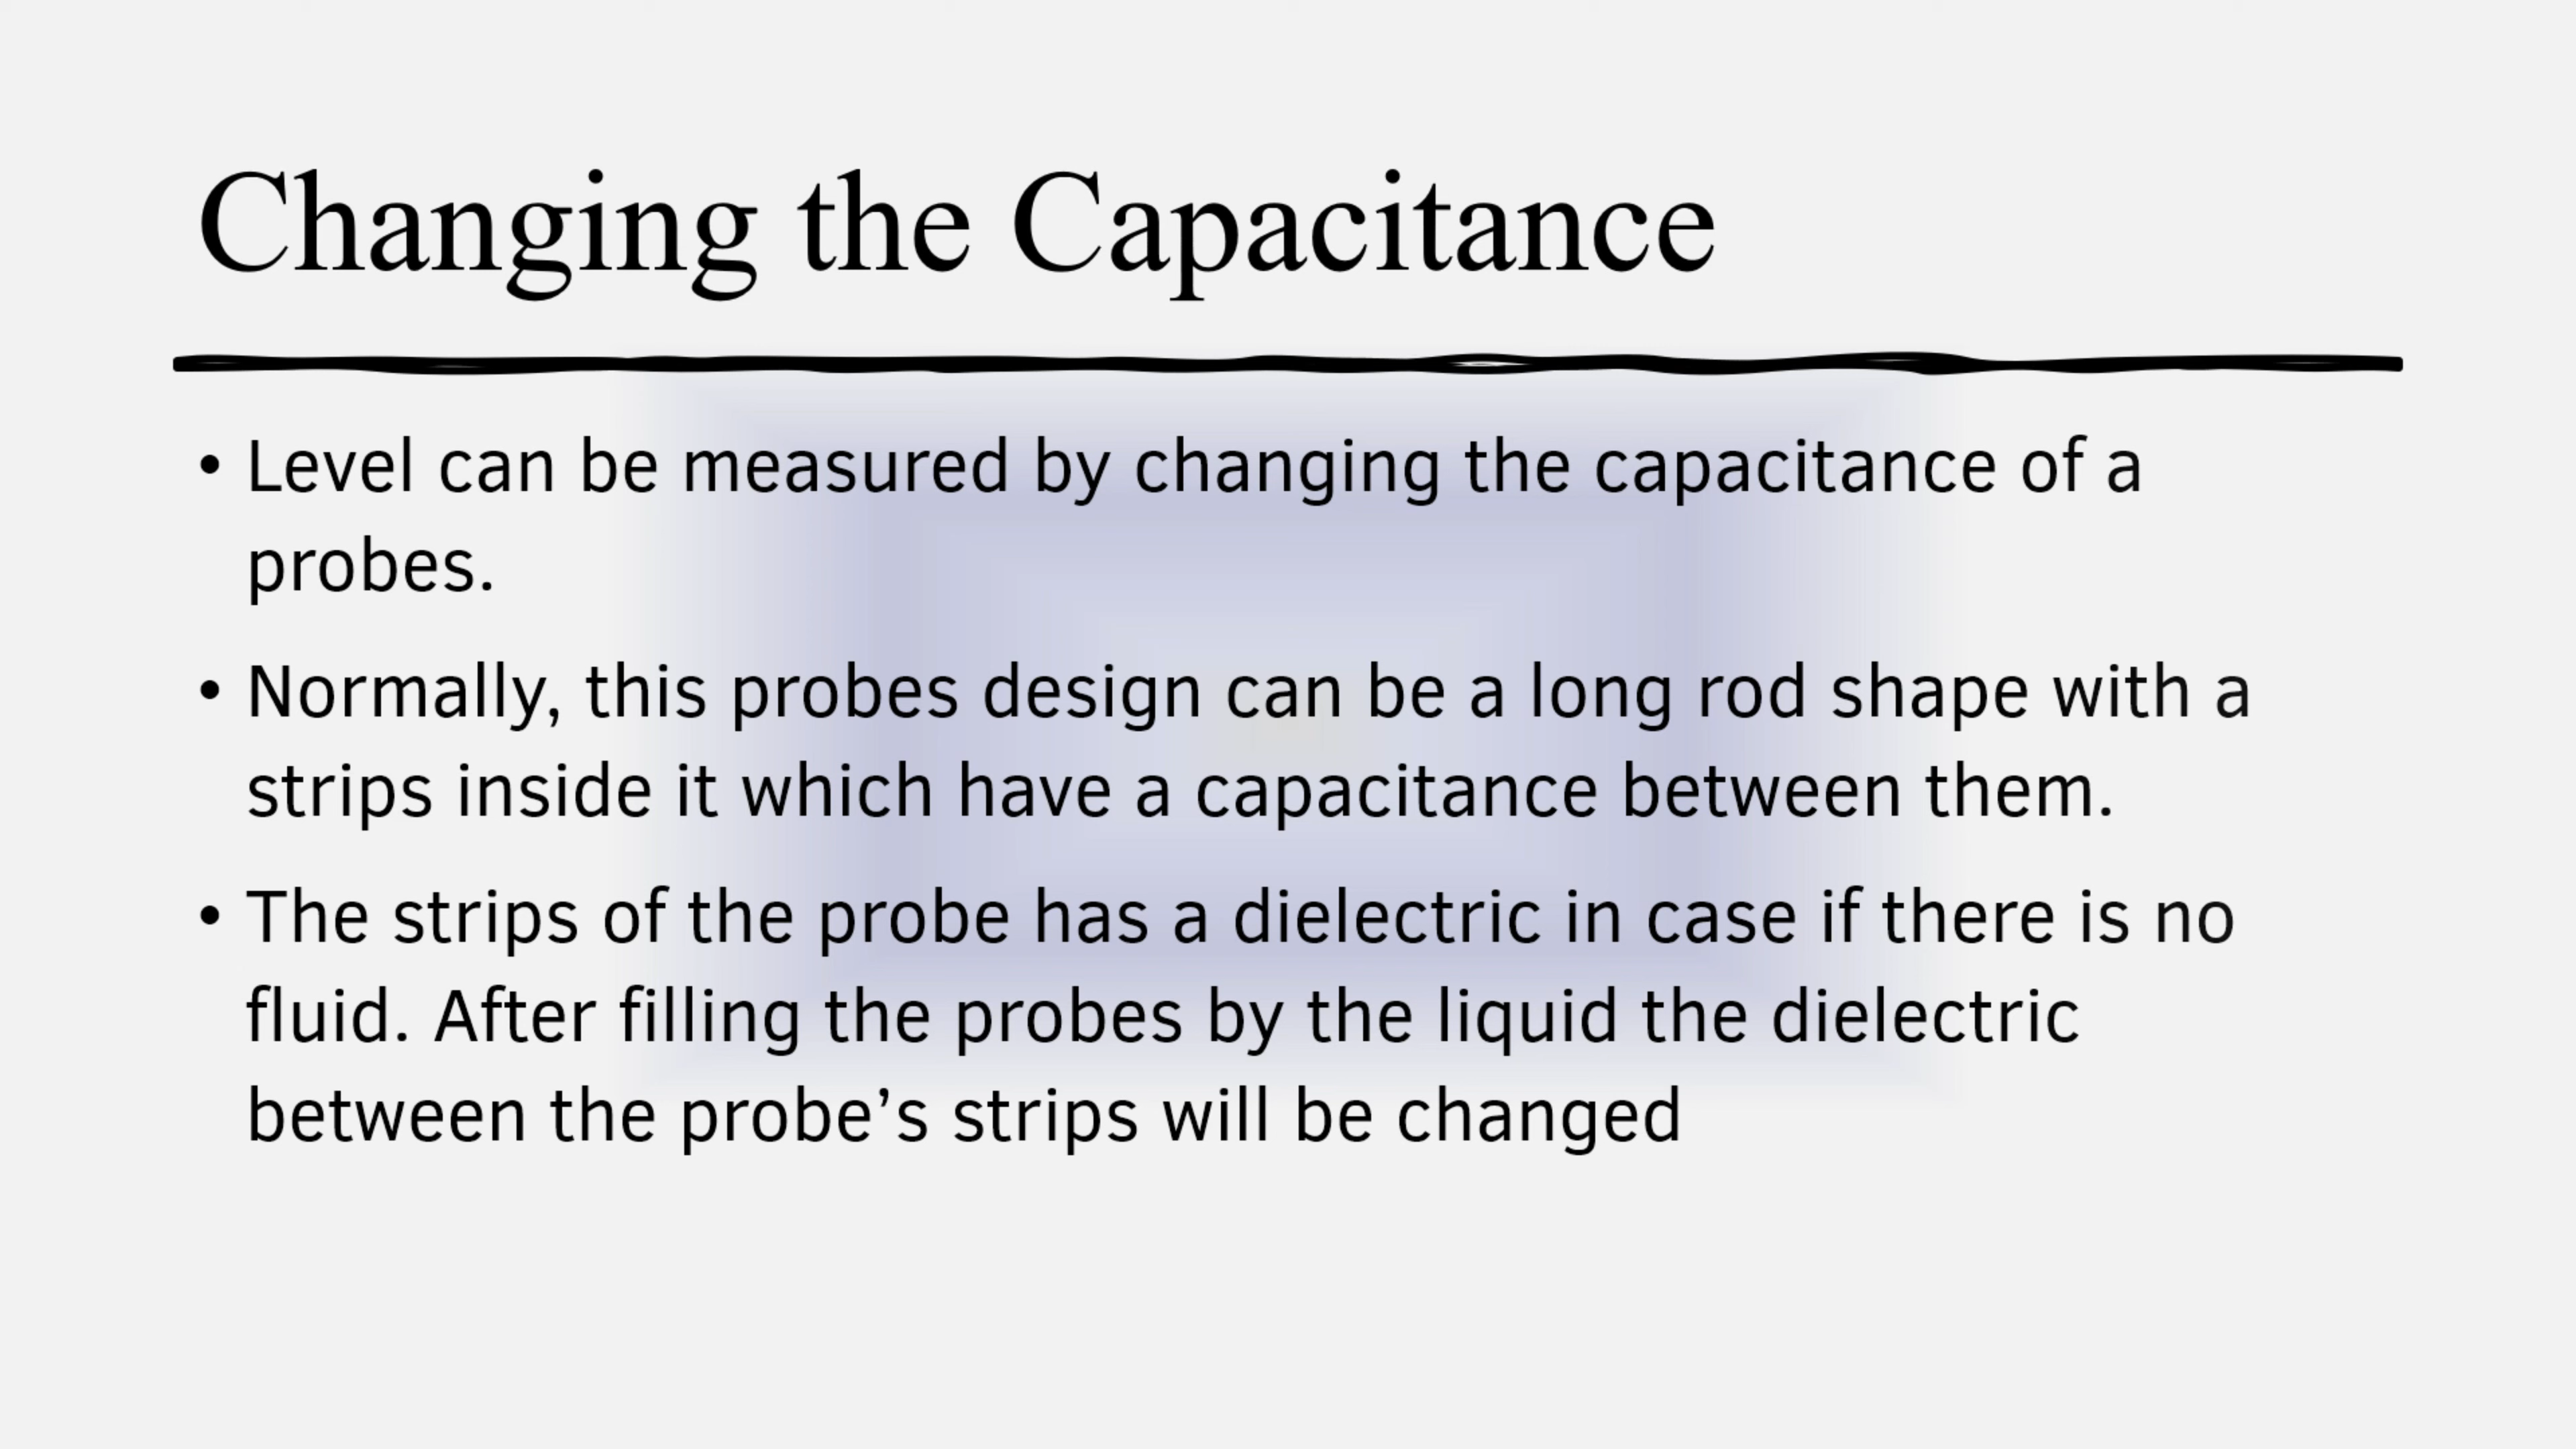 Changing the Capacitance
• Level can be measured by changing the capacitance of a
probes.
• Normally, this probes design can be a long rod shape with a
strips inside it which have a capacitance between them.
• The strips of the probe has a dielectric in case if there is no
fluid. After filling the probes by the liquid the dielectric
between the probe’s strips will be changed